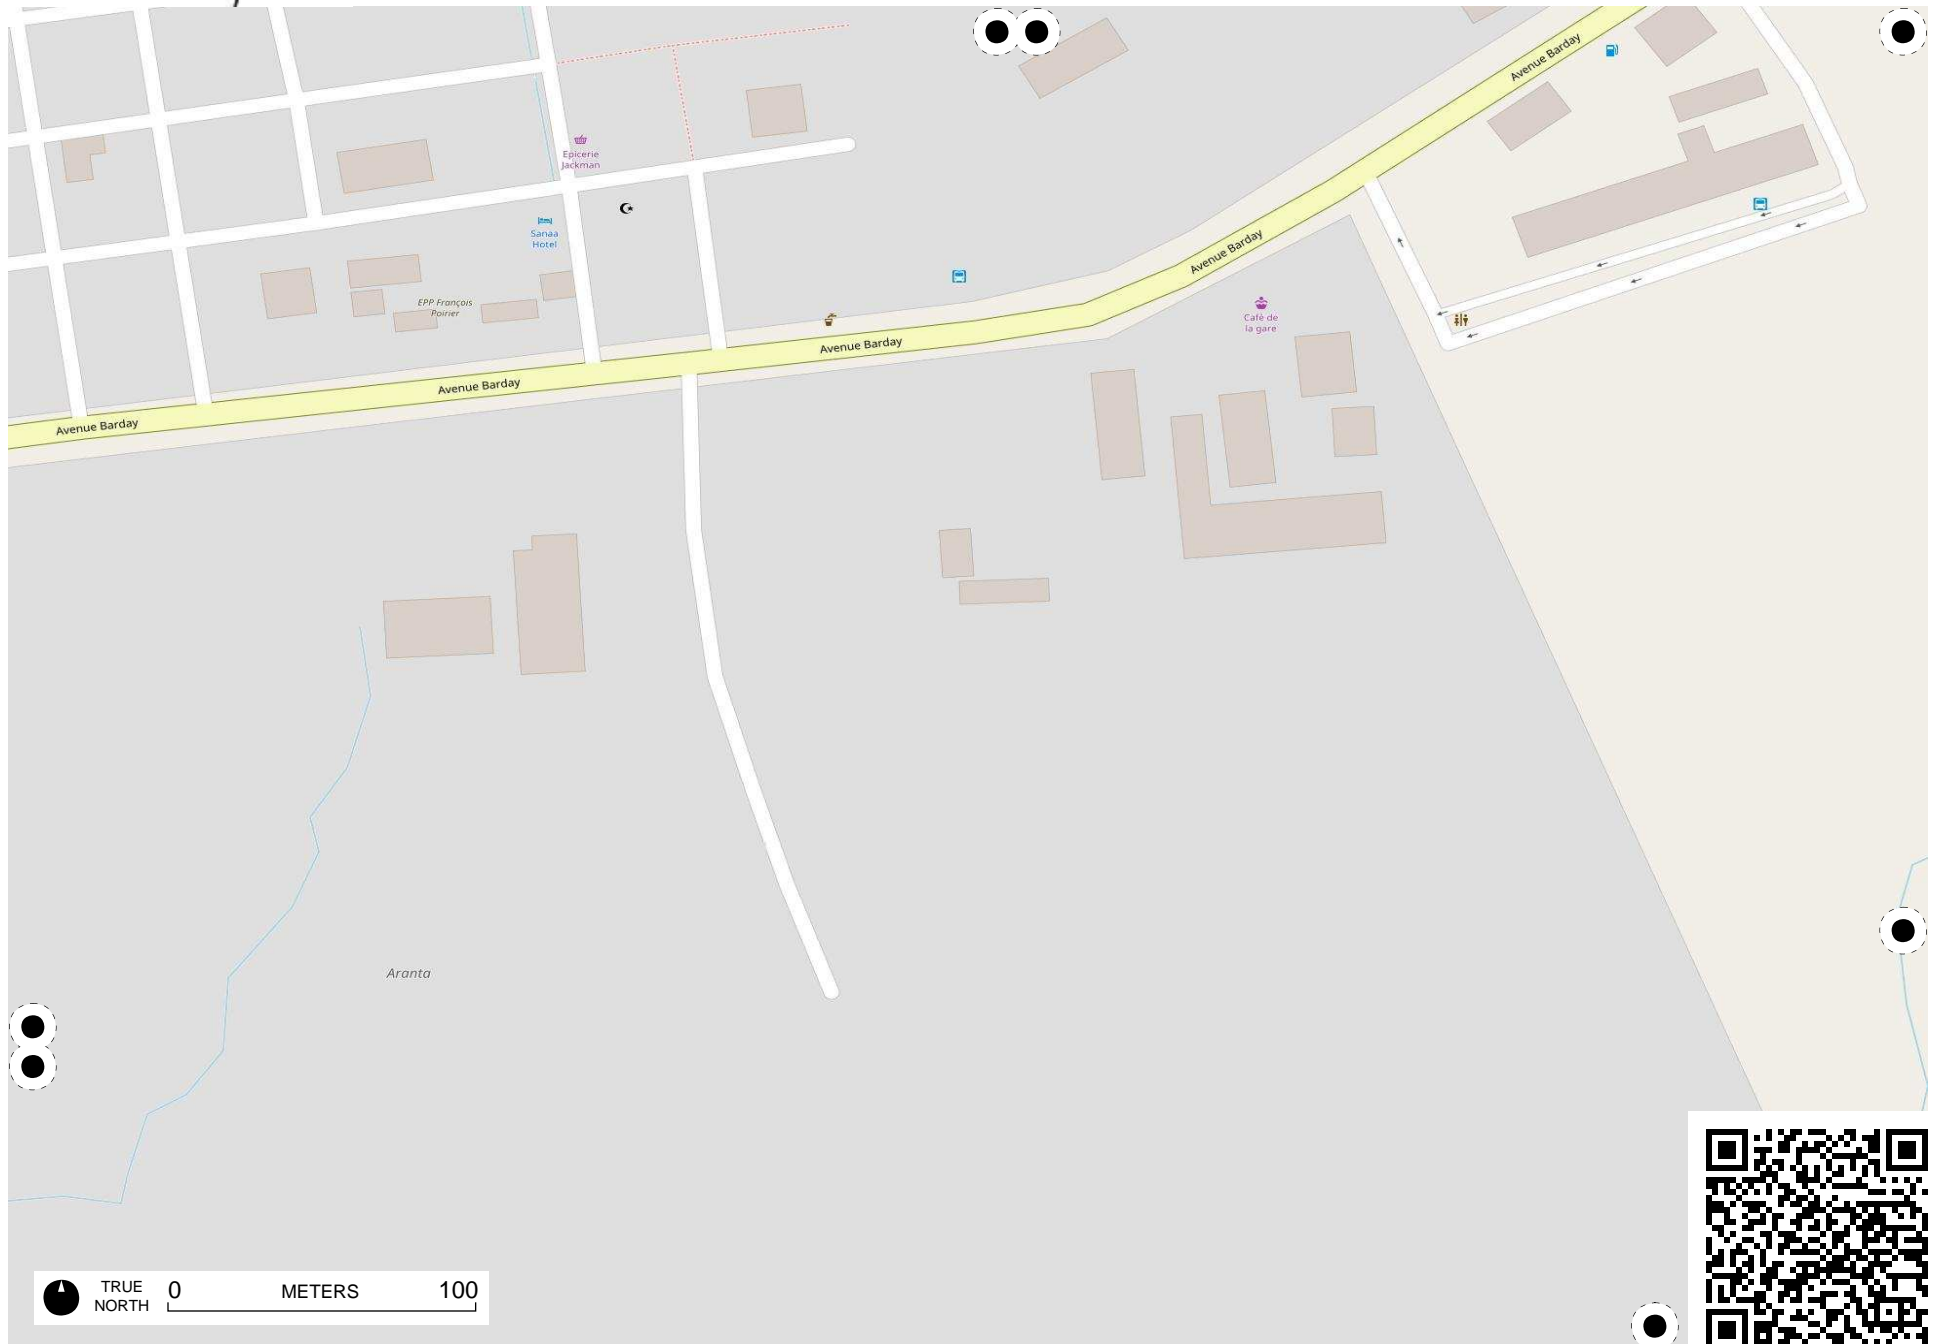 Avenue Barday
Epicerie
Jackman
Sanaa
Hotel
Avenue Barday
EPP François
Poirier
Café de
la gare
Avenue Barday
Avenue Barday
Avenue Barday
Aranta
TRUE
NORTH
0
METERS
100